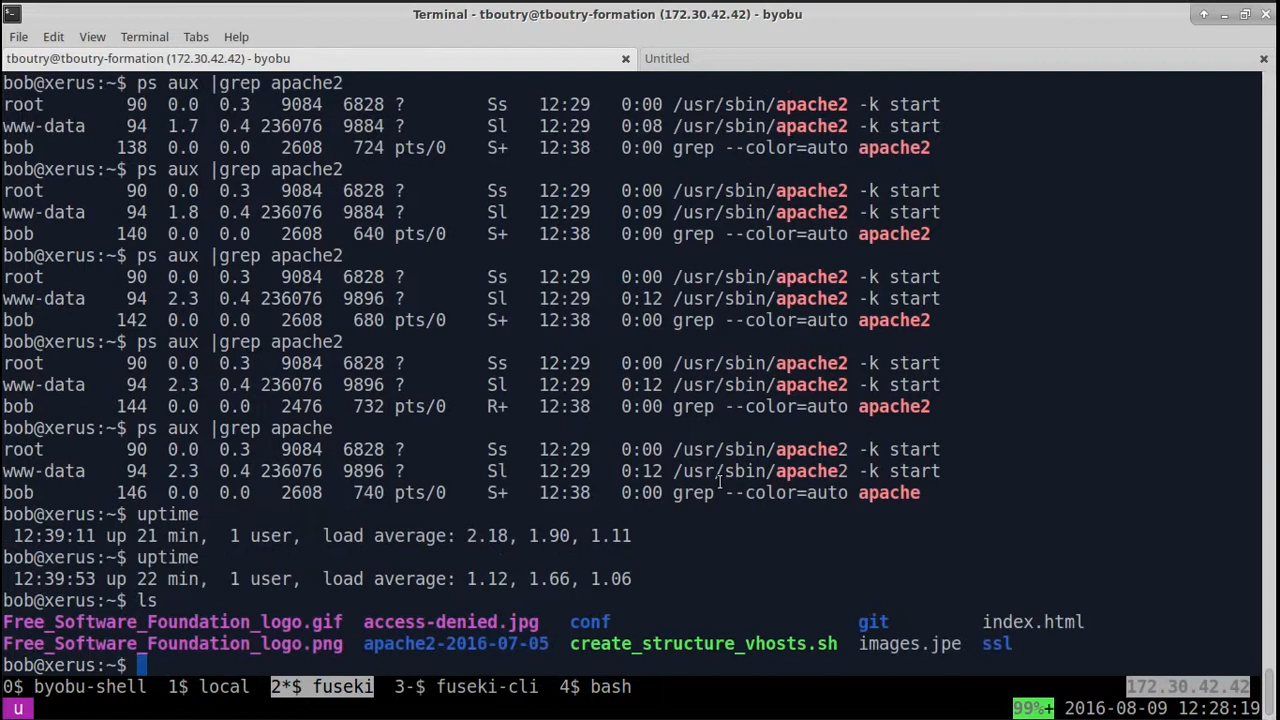 Terminal - tboutry@tboutry-formation (172.30.42.42) - byobu
File Edit View Terminal Tabs Help
tboutry@tboutry-formation (172.30.42.42) - byobu Untitled
bob@xerus:~$ ps aux |grep apache2
root 90 0.0 0.3 9084 6828 ? Ss 12:29 0:00 /usr/sbin/apache2 -k start
www-data 94 1.7 0.4 236076 9884 ? Sl 12:29 0:08 /usr/sbin/apache2 -k start
bob 138 0.0 0.0 2608 724 pts/0 S+ 12:38 0:00 grep --color=auto apache2
bob@xerus:~$ ps aux |grep apache2
root 90 0.0 0.3 9084 6828 ? Ss 12:29 0:00 /usr/sbin/apache2 -k start
www-data 94 1.8 0.4 236076 9884 ? Sl 12:29 0:09 /usr/sbin/apache2 -k start
bob 140 0.0 0.0 2608 640 pts/0 S+ 12:38 0:00 grep --color=auto apache2
bob@xerus:~$ ps aux |grep apache2
root 90 0.0 0.3 9084 6828 ? Ss 12:29 0:00 /usr/sbin/apache2 -k start
www-data 94 2.3 0.4 236076 9896 ? Sl 12:29 0:12 /usr/sbin/apache2 -k start
bob 142 0.0 0.0 2608 680 pts/0 S+ 12:38 0:00 grep --color=auto apache2
bob@xerus:~$ ps aux |grep apache2
root 90 0.0 0.3 9084 6828 ? Ss 12:29 0:00 /usr/sbin/apache2 -k start
www-data 94 2.3 0.4 236076 9896 ? Sl 12:29 0:12 /usr/sbin/apache2 -k start
bob 144 0.0 0.0 2476 732 pts/0 R+ 12:38 0:00 grep --color=auto apache2
bob@xerus:~$ ps aux |grep apache
root 90 0.0 0.3 9084 6828 ? Ss 12:29 0:00 /usr/sbin/apache2 -k start
www-data 94 2.3 0.4 236076 9896 ? Sl 12:29 0:12 /usr/sbin/apache2 -k start
bob 146 0.0 0.0 2608 740 pts/0 S+ 12:38 0:00 grep --color=auto apache
bob@xerus:~$ uptime
12:39:11 up 21 min, 1 user, load average: 2.18, 1.90, 1.11
bob@xerus:~$ uptime
12:39:53 up 22 min, 1 user, load average: 1.12, 1.66, 1.06
bob@xerus:~$ ls
Free_Software_Foundation_logo.gif access-denied.jpg conf git index.html
Free_Software_Foundation_logo.png apache2-2016-07-05 create_structure_vhosts.sh images.jpe ssl
bob@xerus:~$
0$ byobu-shell 1$ local 2*$ fuseki 3-$ fuseki-cli 4$ bash 172.30.42.42
u 99%+ 2016-08-09 12:28:19